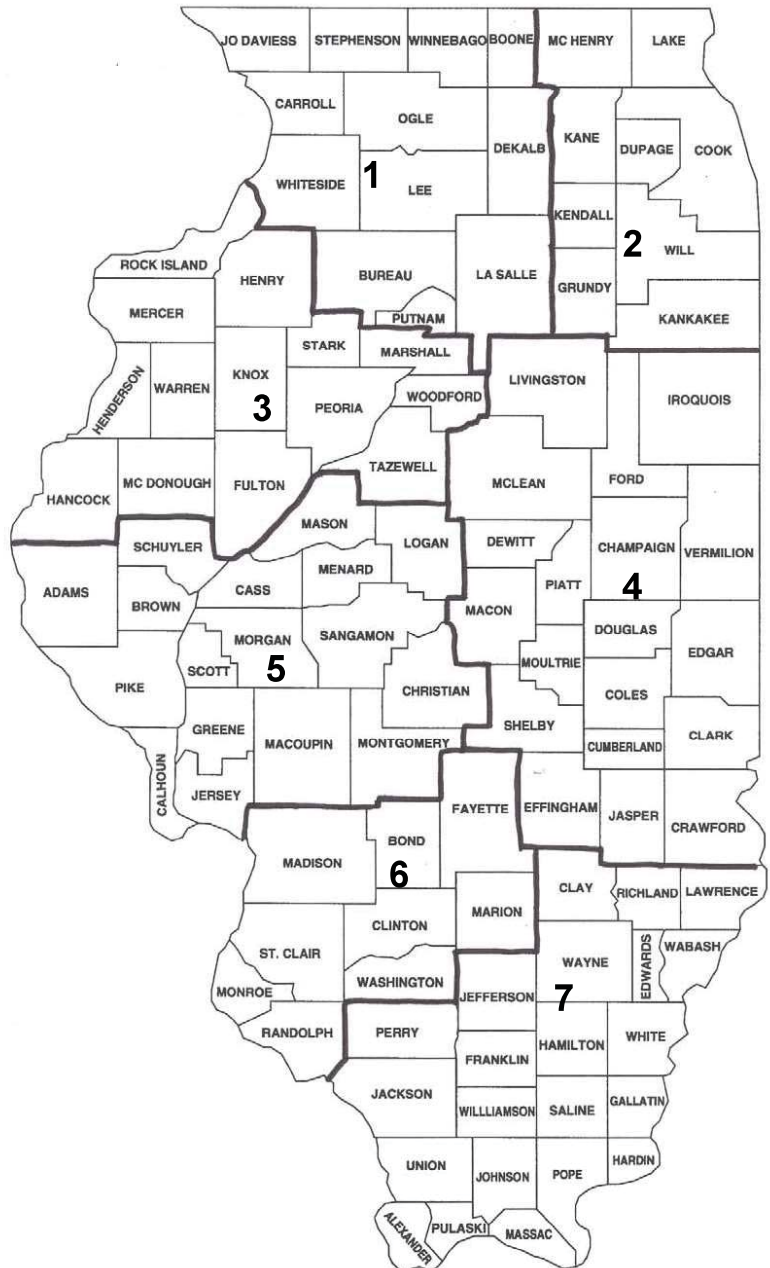 JO DAVIESS STEPHENSON WINNEBAGO BOONE MC HENRY LAKE
CARROLL OGLE DEKALB KANE DUPAGE COOK
WHITESIDE 1 LEE KENDALL 2 WILL
ROCK ISLAND HENRY BUREAU LA SALLE GRUNDY
MERCER PUTNAM KANKAKEE
STARK MARSHALL
HENDERSON WARREN KNOX 3 PEORIA WOODFORD LIVINGSTON IROQUOIS
HANCOCK MC DONOUGH FULTON TAZEWELL MCLEAN FORD
MASON
SCHUYLER LOGAN DEWITT CHAMPAIGN VERMILION
ADAMS BROWN CASS MENARD PIATT 4
MACON
MORGAN SANGAMON DOUGLAS EDGAR
PIKE SCOTT 5 CHRISTIAN MOULTRIE COLES
GREENE MACOUPIN MONTGOMERY SHELBY CUMBERLAND CLARK
CALHOUN JERSEY FAYETTE EFFINGHAM JASPER CRAWFORD
MADISON BOND
6 CLAY RICHLAND LAWRENCE
CLINTON MARION
ST. CLAIR WAYNE EDWARDS WABASH
MONROE WASHINGTON JEFFERSON 7
RANDOLPH PERRY HAMILTON WHITE
FRANKLIN
JACKSON WILLLIAMSON SALINE GALLATIN
UNION JOHNSON POPE HARDIN
ALEXANDER PULASKI MASSAC